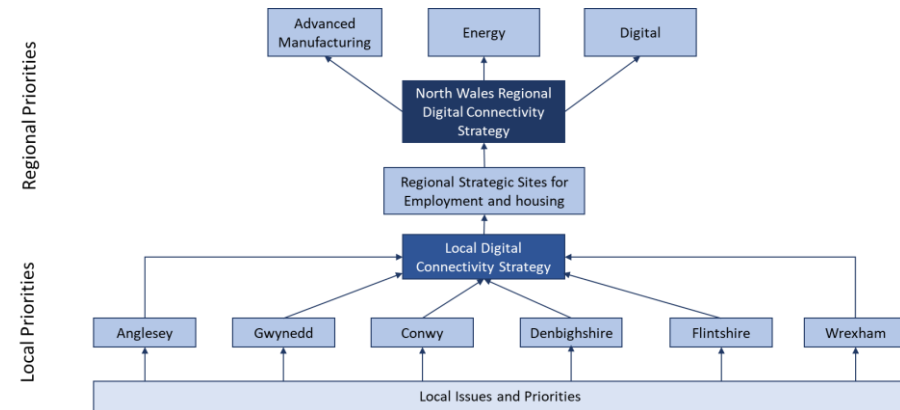 Regional Priorities
Advanced
Manufacturing
Energy
Digital
North Wales Regional
Digital Connectivity
Strategy
Regional Strategic Sites for
Employment and housing
Local Priorities
Local Digital
Connectivity Strategy
Anglesey
Gwynedd
Conwy
Denbighshire
Flintshire
Wrexham
Local Issues and Priorities